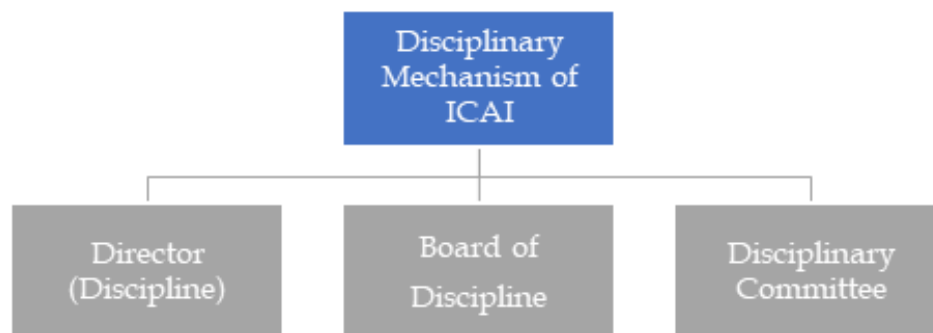 Disciplinary
Mechanism of
ICAI
Director
(Discipline)
Board of
Discipline
Disciplinary
Committee